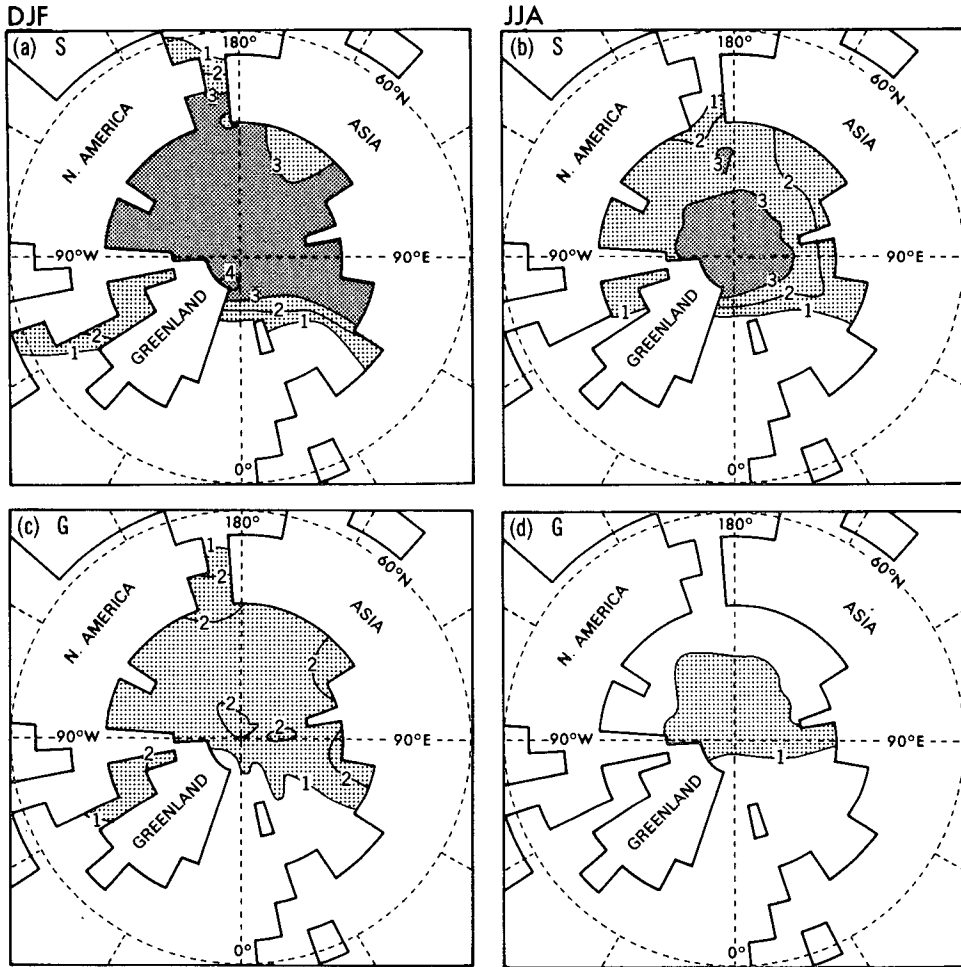 DJF
JJA
(a) S
180°
1
2
3
60°N
N. AMERICA
ASIA
3
90°W
90°E
4
3
2
1
GREENLAND
2
1
0°
(b) S
180°
1
2
3
60°N
N. AMERICA
ASIA
2
3
90°W
90°E
3
2
1
1
GREENLAND
0°
(c) G
180°
1
2
2
60°N
N. AMERICA
ASIA
2
2
2
90°W
90°E
2
2
1
1
GREENLAND
0°
(d) G
180°
60°N
N. AMERICA
ASIA
90°W
90°E
1
GREENLAND
0°